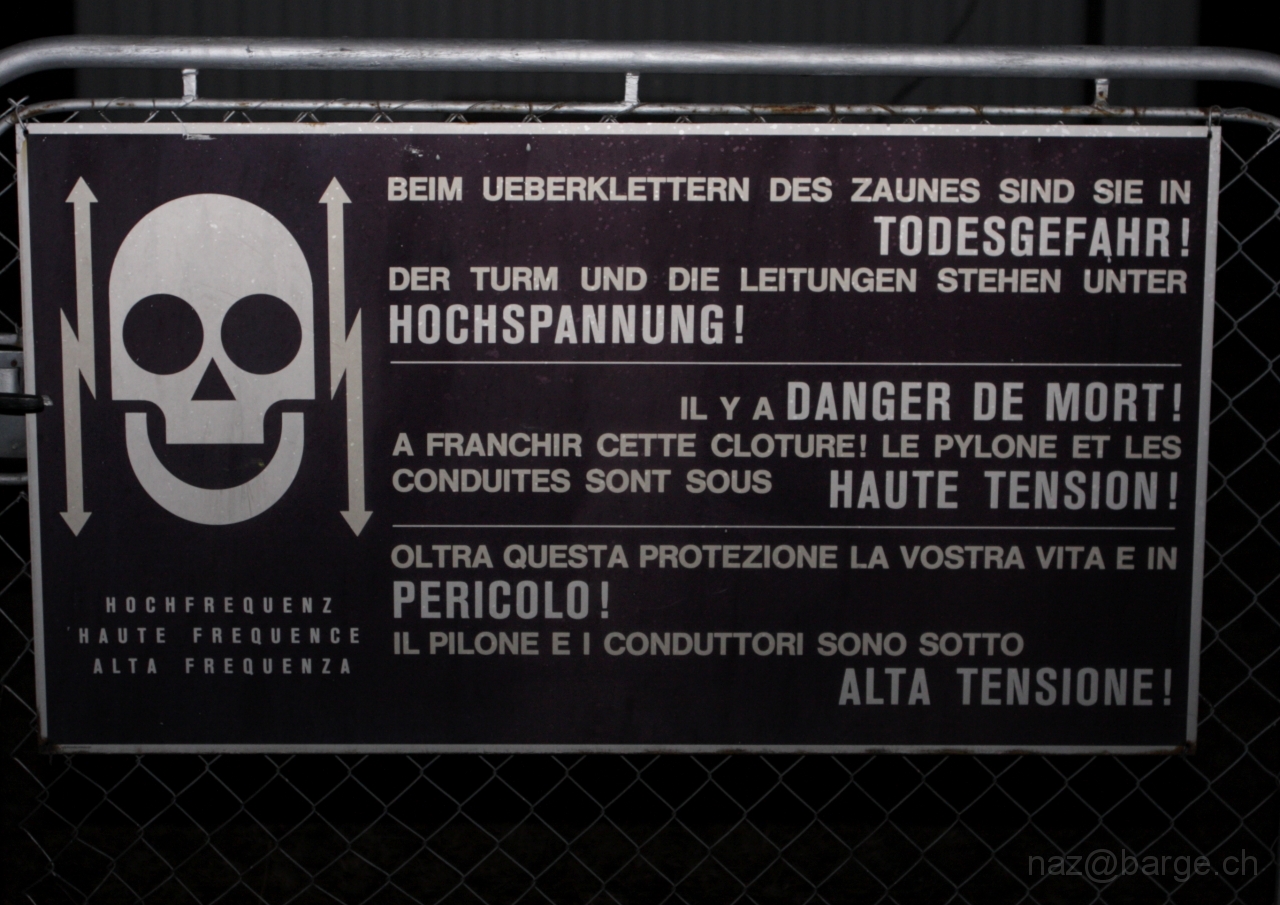 BEIM UEBERKLETTERN DES ZAUNES SIND SIE IN
TODESGEFAHR!
DER TURM UND DIE LEITUNGEN STEHEN UNTER
HOCHSPANNUNG!
IL Y A DANGER DE MORT!
A FRANCHIR CETTE CLOTURE! LE PYLONE ET LES
CONDUITES SONT SOUS HAUTE TENSION!
OLTRA QUESTA PROTEZIONE LA VOSTRA VITA E IN
PERICOLO!
IL PILONE E I CONDUTTORI SONO SOTTO
ALTA TENSIONE!
HOCHFREQUENZ
HAUTE FREQUENCE
ALTA FREQUENZA
naz@barge.ch